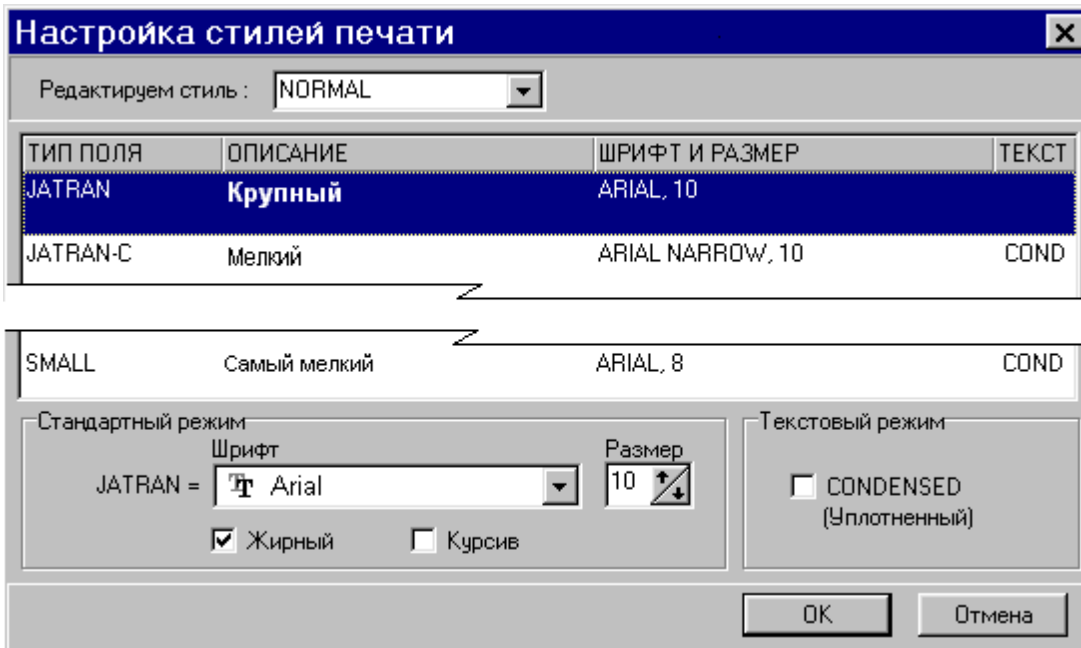 Настройка стилей печати
Редактируем стиль : NORMAL
ТИП ПОЛЯ ОПИСАНИЕ ШРИФТ И РАЗМЕР ТЕКСТ
JATRAN Крупный ARIAL, 10
JATRAN-C Мелкий ARIAL NARROW, 10 COND
SMALL Самый мелкий ARIAL, 8 COND
Стандартный режим Текстовый режим
Шрифт Размер
JATRAN = Arial 10 CONDENSED
(Уплотненный)
Жирный Курсив
OK Отмена